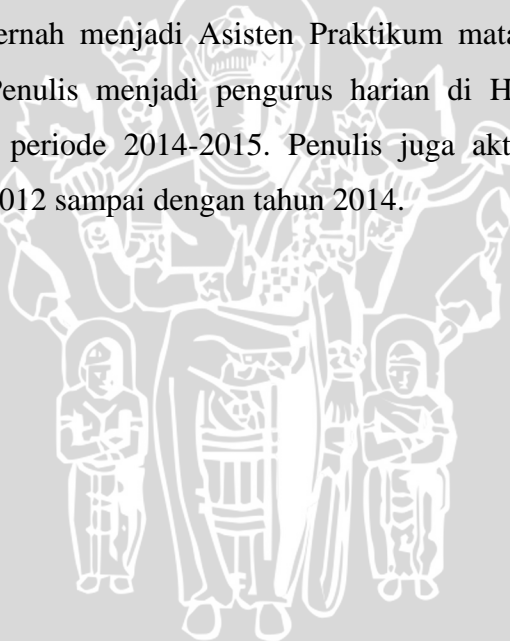 ernah menjadi Asisten Praktikum mata
Penulis menjadi pengurus harian di H
periode 2014-2015. Penulis juga akt
012 sampai dengan tahun 2014.